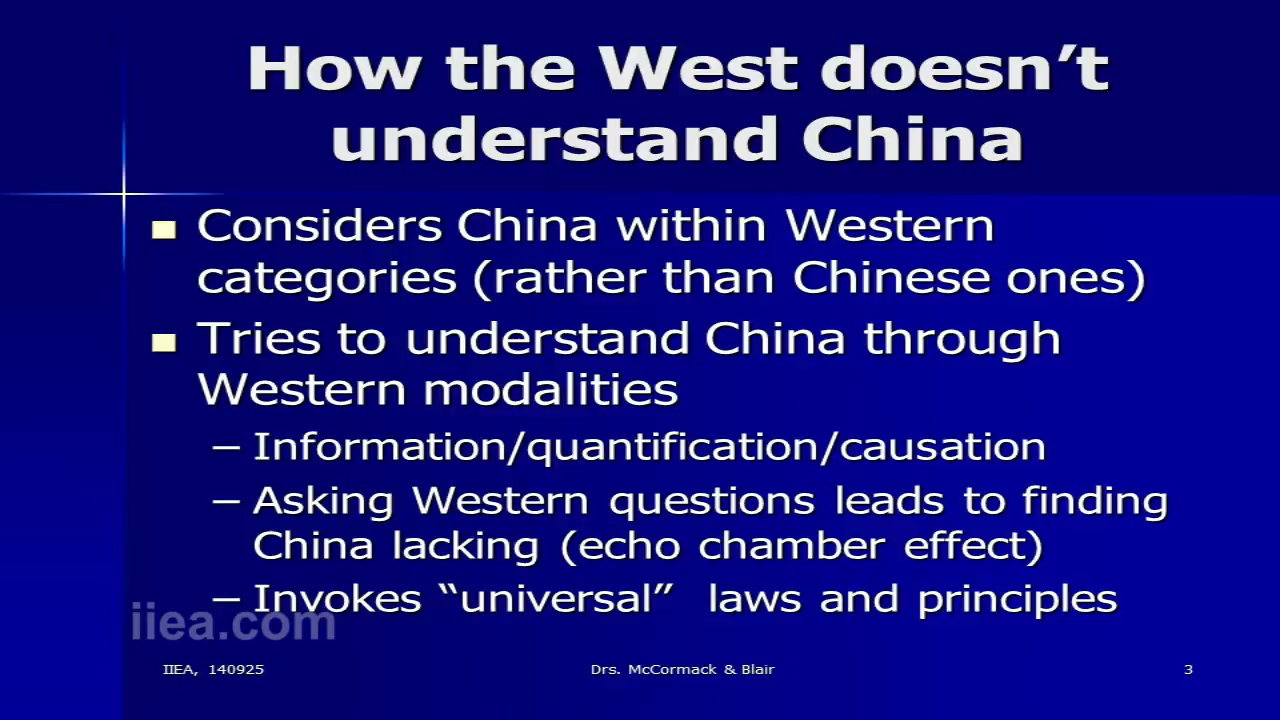 How the West doesn’t
understand China
■ Considers China within Western
categories (rather than Chinese ones)
■ Tries to understand China through
Western modalities
– Information/quantification/causation
– Asking Western questions leads to finding
China lacking (echo chamber effect)
– Invokes “universal” laws and principles
iiea.com
IIEA, 140925
Drs. McCormack & Blair
3